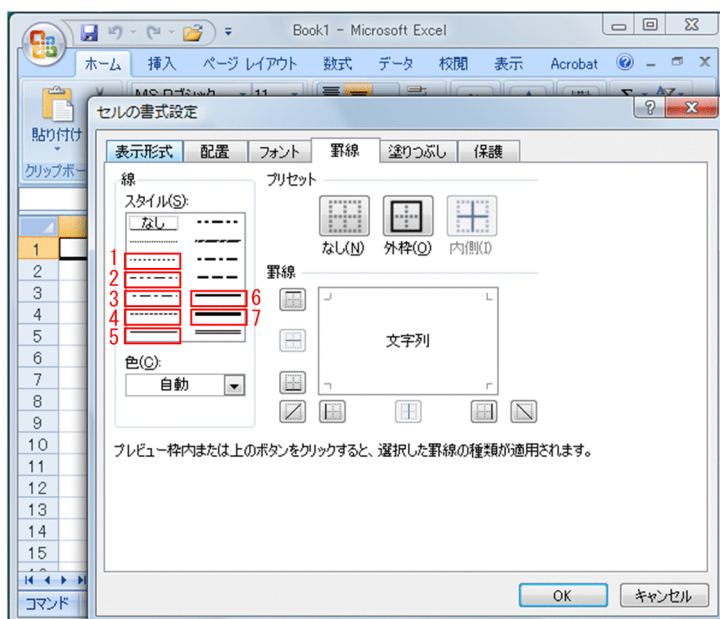 Book1 - Microsoft Excel
ホーム 挿入 ページ レイアウト 数式 データ 校閲 表示 Acrobat
貼り付け
クリップボー
セルの書式設定
表示形式 配置 フォント 罫線 塗りつぶし 保護
線
スタイル(S):
なし
1
2
3
4
5
6
7
色(C):
自動
プリセット
なし(N) 外枠(O) 内側(I)
罫線
文字列
プレビュー枠内または上のボタンをクリックすると、選択した罫線の種類が適用されます。
OK キャンセル
1
2
3
4
5
6
7
8
9
10
11
12
13
14
15
コマンド